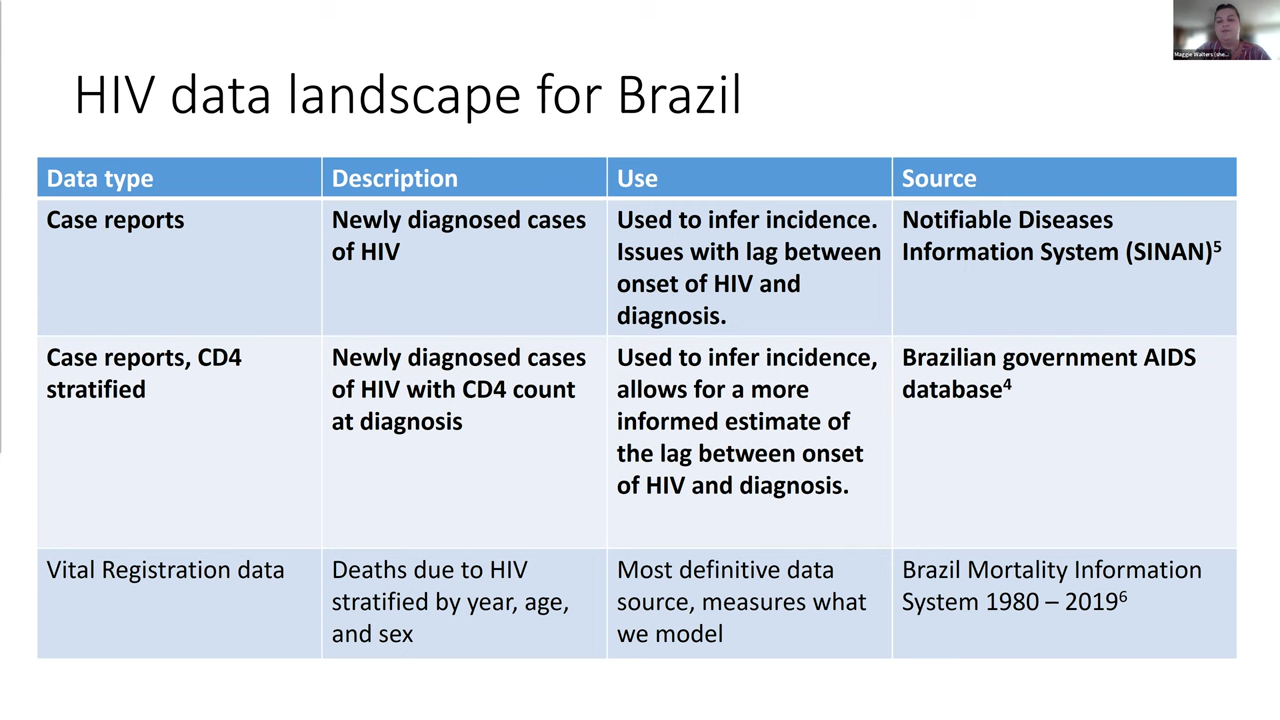 Maggie Walters (she...
HIV data landscape for Brazil
Data type
Description
Use
Source
Case reports
Newly diagnosed cases
of HIV
Used to infer incidence.
Issues with lag between
onset of HIV and
diagnosis.
Notifiable Diseases
Information System (SINAN)⁵
Case reports, CD4
stratified
Newly diagnosed cases
of HIV with CD4 count
at diagnosis
Used to infer incidence,
allows for a more
informed estimate of
the lag between onset
of HIV and diagnosis.
Brazilian government AIDS
database⁴
Vital Registration data
Deaths due to HIV
stratified by year, age,
and sex
Most definitive data
source, measures what
we model
Brazil Mortality Information
System 1980 – 2019⁶